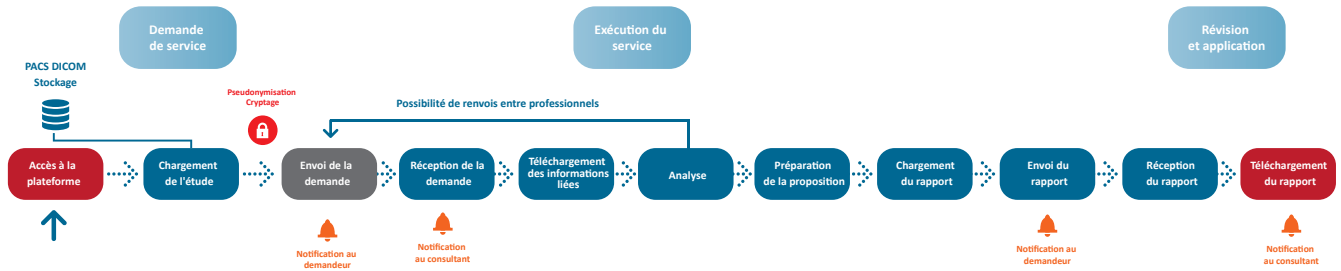 Demande
de service
Exécution du
service
Révision
et application
PACS DICOM
Stockage
Pseudonymisation
Cryptage
Possibilité de renvois entre professionnels
Accès à la
plateforme
Chargement
de l'étude
Envoi de la
demande
Réception de la
demande
Téléchargement
des informations
liées
Analyse
Préparation
de la proposition
Chargement
du rapport
Envoi du
rapport
Réception
du rapport
Téléchargement
du rapport
Notification au
demandeur
Notification
au consultant
Notification au
demandeur
Notification
au consultant